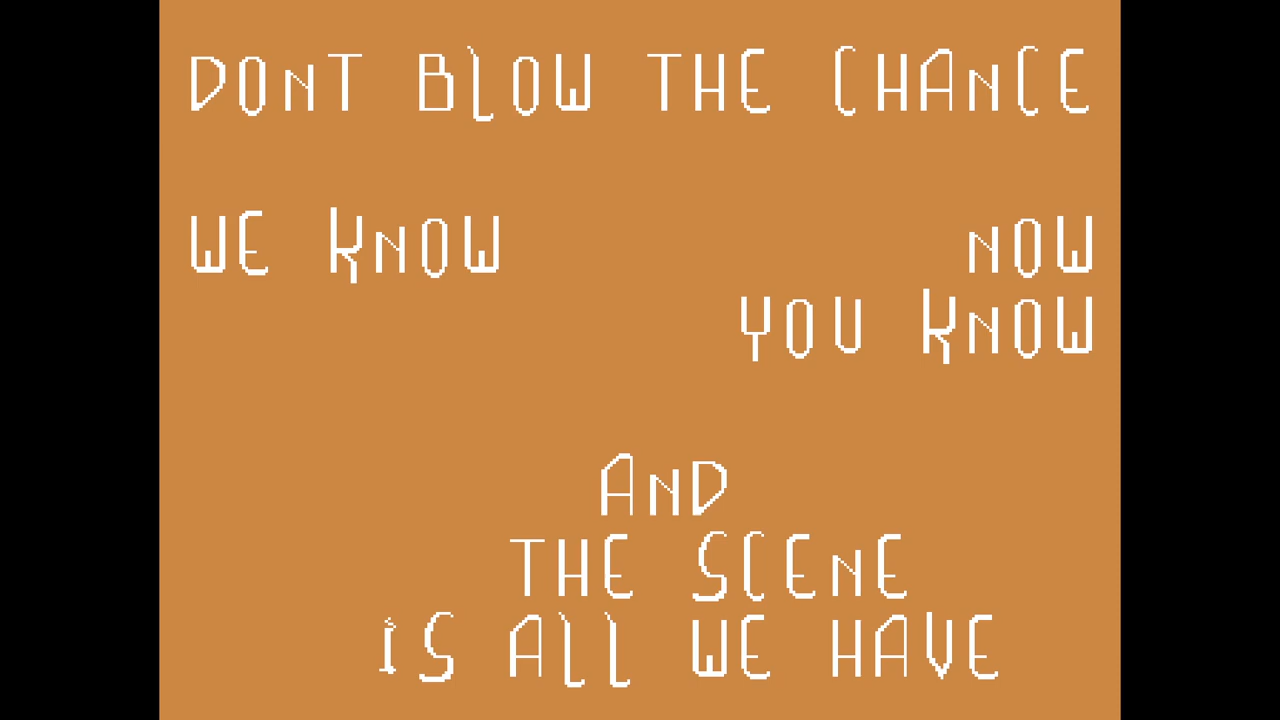 DONT BLOW THE CHANCE
WE KNOW NOW
YOU KNOW
AND
THE SCENE
IS ALL WE HAVE